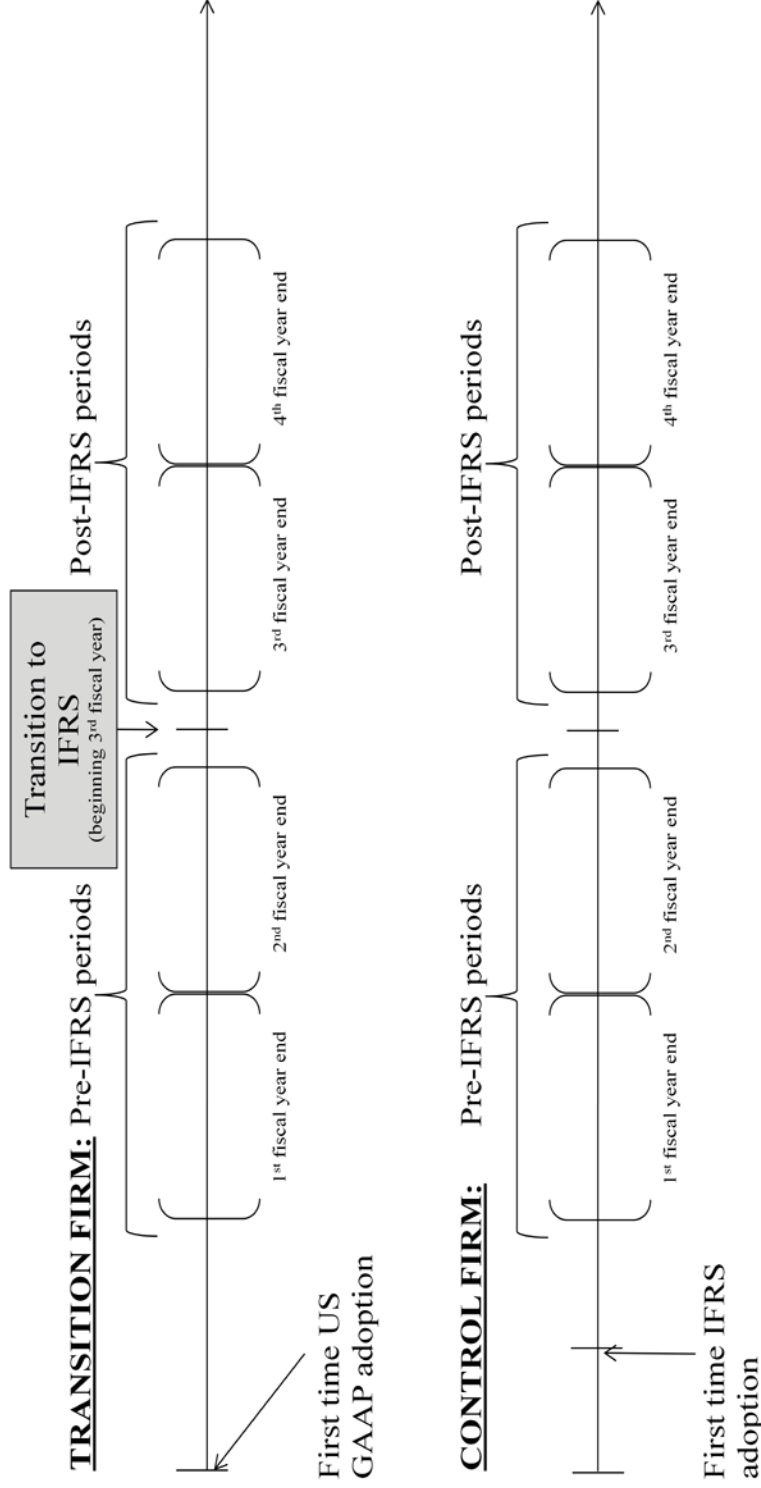 Transition to
IFRS
(beginning 3rd fiscal year)
TRANSITION FIRM: Pre-IFRS periods
Post-IFRS periods
1st fiscal year end
2nd fiscal year end
3rd fiscal year end
4th fiscal year end
First time US
GAAP adoption
CONTROL FIRM:
Pre-IFRS periods
Post-IFRS periods
1st fiscal year end
2nd fiscal year end
3rd fiscal year end
4th fiscal year end
First time IFRS
adoption